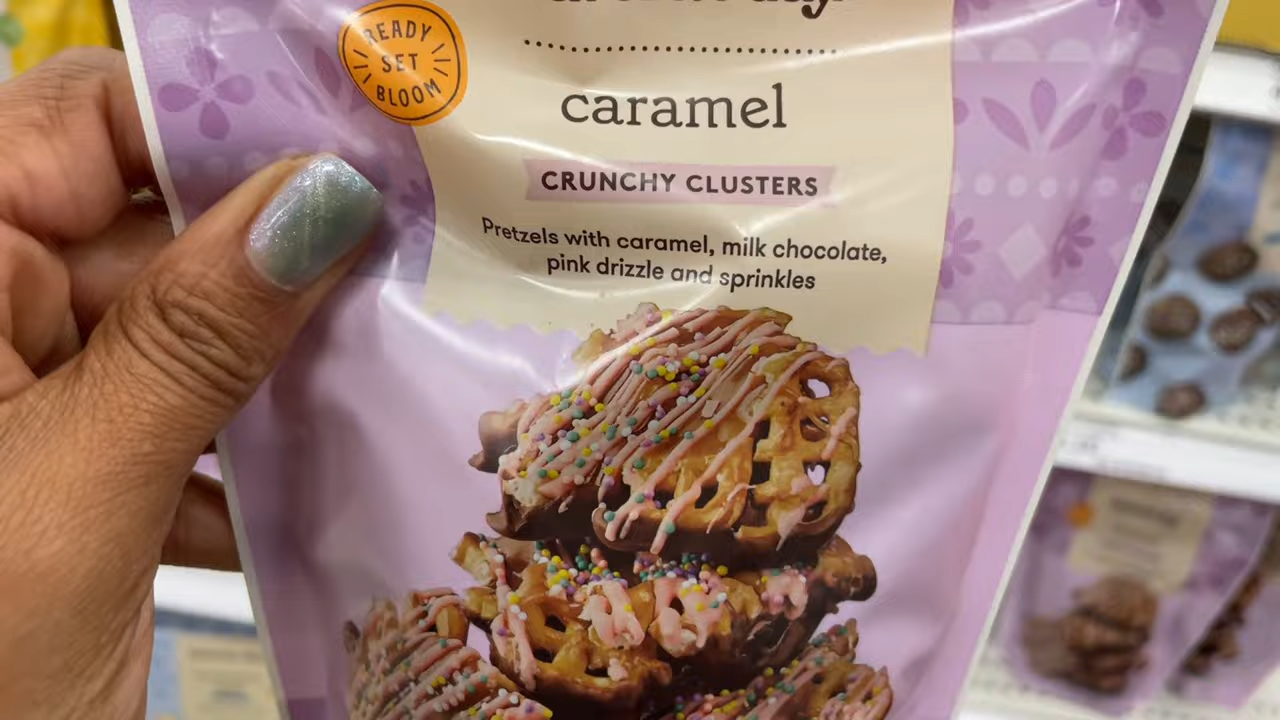 READY
SET
BLOOM
caramel
CRUNCHY CLUSTERS
Pretzels with caramel, milk chocolate,
pink drizzle and sprinkles